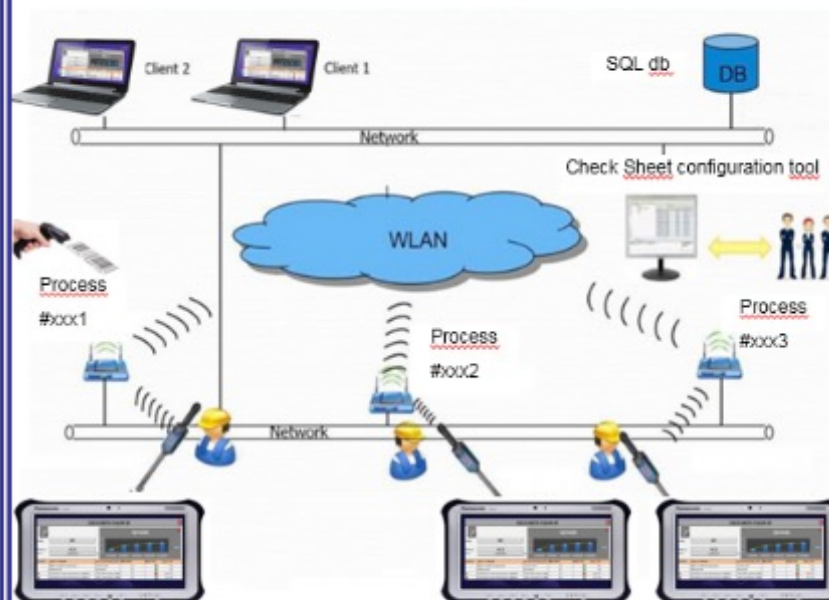 Client 2
Client 1
SQL db
DB
Network
Check Sheet configuration tool
WLAN
Process
#xxx1
Process
#xxx2
Process
#xxx3
Network